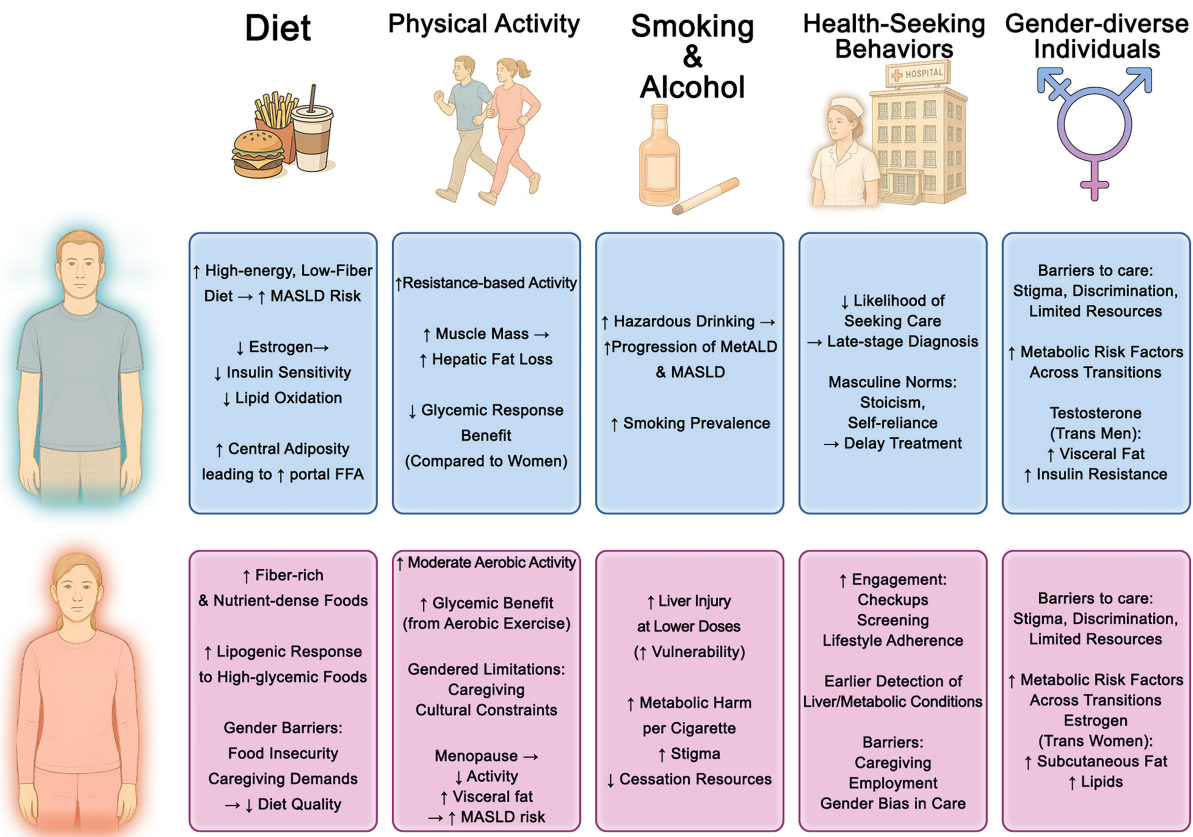 Diet
Physical Activity
Smoking
&
Alcohol
Health-Seeking
Behaviors
Gender-diverse
Individuals
HOSPITAL
↑ High-energy, Low-Fiber
Diet → ↑ MASLD Risk
↓ Estrogen→
↓ Insulin Sensitivity
↓ Lipid Oxidation
↑ Central Adiposity
leading to ↑ portal FFA
↑Resistance-based Activity
↑ Muscle Mass →
↑ Hepatic Fat Loss
↓ Glycemic Response
Benefit
(Compared to Women)
↑ Hazardous Drinking →
↑Progression of MetALD
& MASLD
↑ Smoking Prevalence
↓ Likelihood of
Seeking Care
→ Late-stage Diagnosis
Masculine Norms:
Stoicism,
Self-reliance
→ Delay Treatment
Barriers to care:
Stigma, Discrimination,
Limited Resources
↑ Metabolic Risk Factors
Across Transitions
Testosterone
(Trans Men):
↑ Visceral Fat
↑ Insulin Resistance
↑ Fiber-rich
& Nutrient-dense Foods
↑ Lipogenic Response
to High-glycemic Foods
Gender Barriers:
Food Insecurity
Caregiving Demands
→ ↓ Diet Quality
↑ Moderate Aerobic Activity
↑ Glycemic Benefit
(from Aerobic Exercise)
Gendered Limitations:
Caregiving
Cultural Constraints
Menopause →
↓ Activity
↑ Visceral fat
→ ↑ MASLD risk
↑ Liver Injury
at Lower Doses
(↑ Vulnerability)
↑ Metabolic Harm
per Cigarette
↑ Stigma
↓ Cessation Resources
↑ Engagement:
Checkups
Screening
Lifestyle Adherence
Earlier Detection of
Liver/Metabolic Conditions
Barriers:
Caregiving
Employment
Gender Bias in Care
Barriers to care:
Stigma, Discrimination,
Limited Resources
↑ Metabolic Risk Factors
Across Transitions
Estrogen
(Trans Women):
↑ Subcutaneous Fat
↑ Lipids